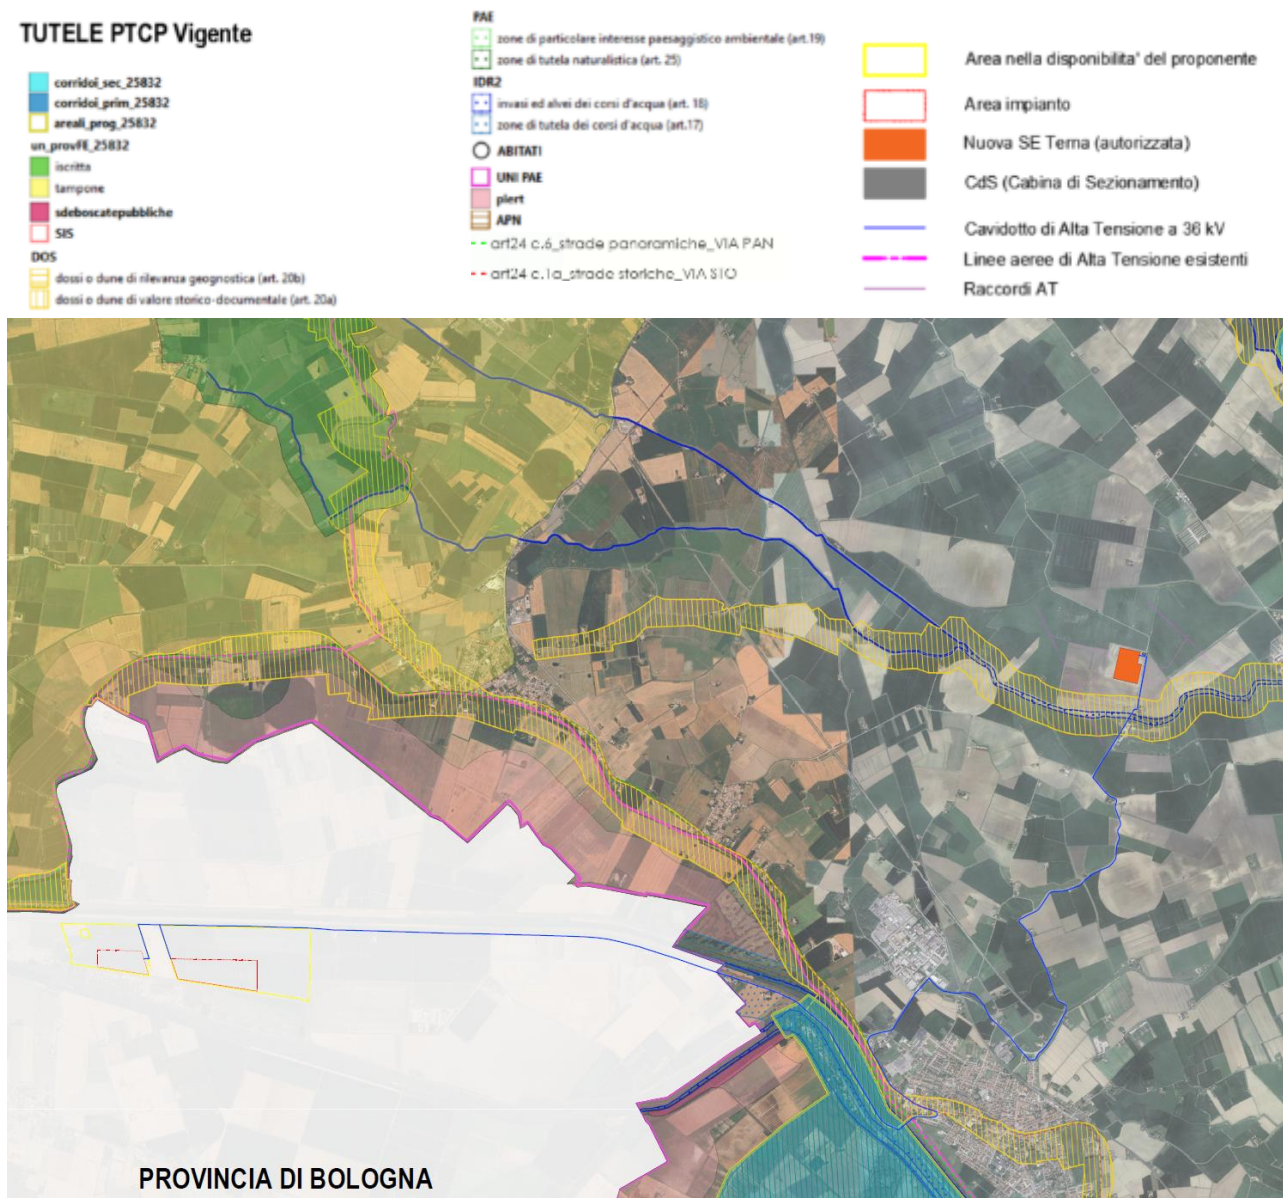 TUTELE PTCP Vigente
corridoi_sec_25832
corridoi_prim_25832
areali_prog_25832
un_provFE_25832
iscritta
tampone
sdeboscatepubbliche
SIS
DOS
dossi o dune di rilevanza geognostica (art. 20b)
dossi o dune di valore storico-documentale (art. 20a)
PAE
zone di particolare interesse paesaggistico ambientale (art.19)
zone di tutela naturalistica (art. 25)
IDR2
invasi ed alvei dei corsi d'acqua (art. 18)
zone di tutela dei corsi d'acqua (art.17)
ABITATI
UNI PAE
plert
APN
art24 c.6_strade panoramiche_VIA PAN
art24 c.1a_strade storiche_VIA STO
Area nella disponibilita' del proponente
Area impianto
Nuova SE Terna (autorizzata)
CdS (Cabina di Sezionamento)
Cavidotto di Alta Tensione a 36 kV
Linee aeree di Alta Tensione esistenti
Raccordi AT
PROVINCIA DI BOLOGNA